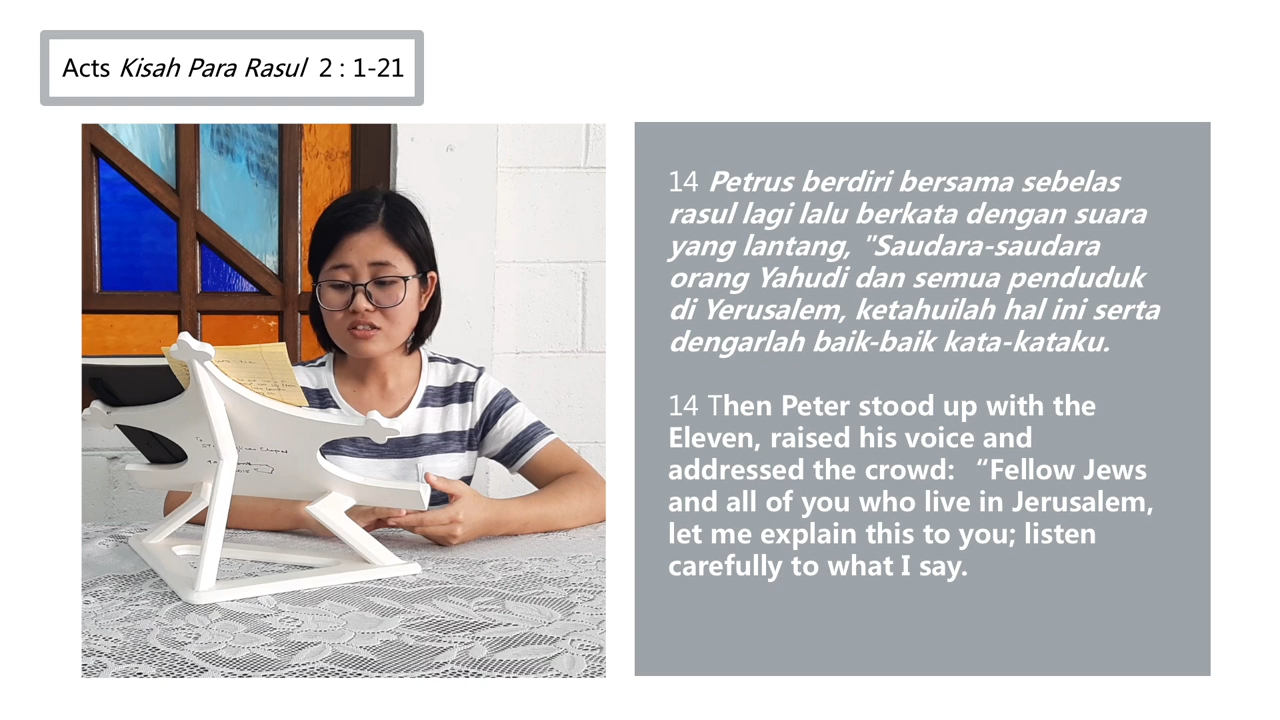 Acts Kisah Para Rasul 2 : 1-21
14 Petrus berdiri bersama sebelas
rasul lagi lalu berkata dengan suara
yang lantang, "Saudara-saudara
orang Yahudi dan semua penduduk
di Yerusalem, ketahuilah hal ini serta
dengarlah baik-baik kata-kataku.
14 Then Peter stood up with the
Eleven, raised his voice and
addressed the crowd: “Fellow Jews
and all of you who live in Jerusalem,
let me explain this to you; listen
carefully to what I say.